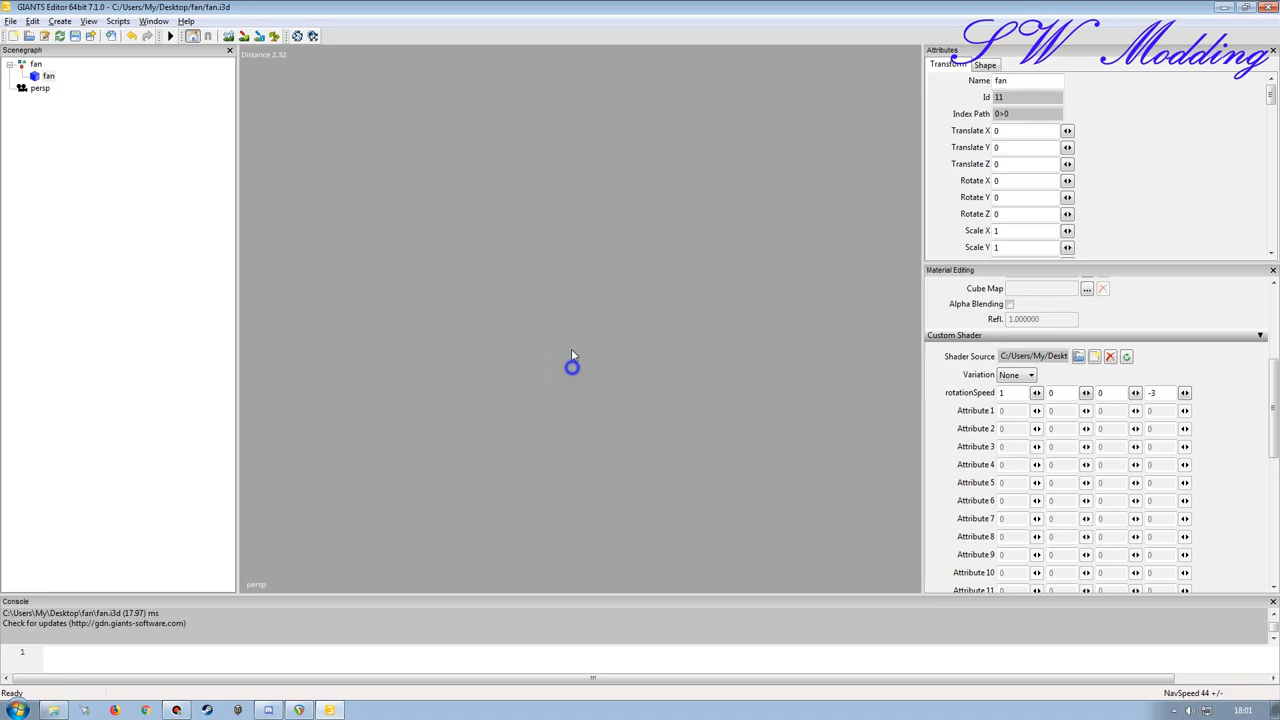 GIANTS Editor 64bit 7.1.0 - C:/Users/My/Desktop/fan/fan.i3d
File Edit Create View Scripts Window Help
SW Modding
Scenegraph
fan
fan
persp
Distance 2.32
persp
Attributes
Transform Shape
Name fan
Id 11
Index Path 0>0
Translate X 0
Translate Y 0
Translate Z 0
Rotate X 0
Rotate Y 0
Rotate Z 0
Scale X 1
Scale Y 1
Material Editing
Cube Map ...
Alpha Blending
Refl. 1.000000
Custom Shader
Shader Source C:/Users/My/Deskt
Variation None
rotationSpeed 1 0 0 -3
Attribute 1 0 0 0 0
Attribute 2 0 0 0 0
Attribute 3 0 0 0 0
Attribute 4 0 0 0 0
Attribute 5 0 0 0 0
Attribute 6 0 0 0 0
Attribute 7 0 0 0 0
Attribute 8 0 0 0 0
Attribute 9 0 0 0 0
Attribute 10 0 0 0 0
Attribute 11 0 0 0 0
Console
C:\Users\My\Desktop\fan\fan.i3d (17.97) ms
Check for updates (http://gdn.giants-software.com)
1
Ready
NavSpeed 44 +/-
18:01